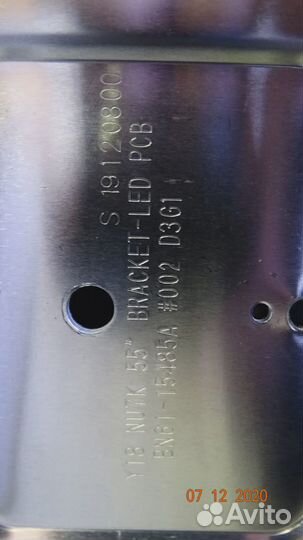 S 19120800
Y18 NU7K 55" BRACKET-LED PCB
BN61-15485A #002 D3G1
07 12 2020
Avito